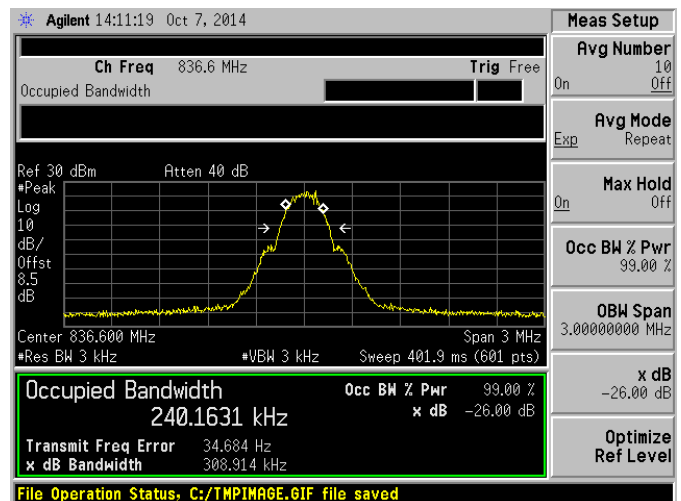 Agilent 14:11:19 Oct 7, 2014
Meas Setup
Ch Freq 836.6 MHz Trig Free
Occupied Bandwidth
Ref 30 dBm Atten 40 dB
#Peak
Log
10
dB/
Offst
8.5
dB
Center 836.600 MHz Span 3 MHz
#Res BW 3 kHz #VBW 3 kHz Sweep 401.9 ms (601 pts)
Occupied Bandwidth Occ BW % Pwr 99.00 %
240.1631 kHz x dB -26.00 dB
Transmit Freq Error 34.684 Hz
x dB Bandwidth 308.914 kHz
File Operation Status, C:/TMPIMAGE.GIF file saved
Avg Number
10
On Off
Avg Mode
Exp Repeat
Max Hold
On Off
Occ BW % Pwr
99.00 %
OBW Span
3.00000000 MHz
x dB
-26.00 dB
Optimize
Ref Level